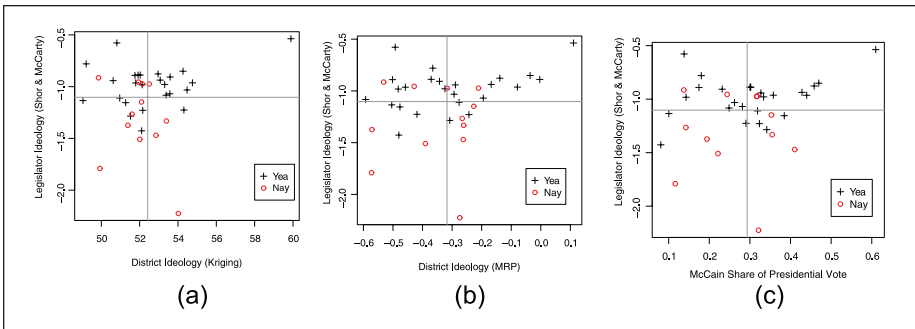 Legislator Ideology (Shor & McCarty)
−0.5
−1.0
−1.5
−2.0
Yea
Nay
50 52 54 56 58 60
District Ideology (Kriging)
(a)
Legislator Ideology (Shor & McCarty)
−0.5
−1.0
−1.5
−2.0
Yea
Nay
−0.6 −0.5 −0.4 −0.3 −0.2 −0.1 0.0 0.1
District Ideology (MRP)
(b)
Legislator Ideology (Shor & McCarty)
−0.5
−1.0
−1.5
−2.0
Yea
Nay
0.1 0.2 0.3 0.4 0.5 0.6
McCain Share of Presidential Vote
(c)